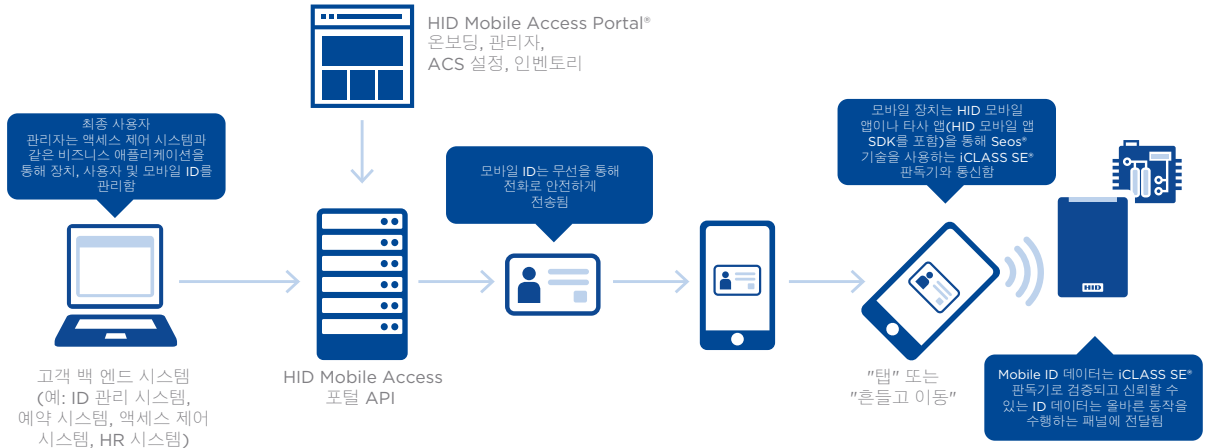 HID Mobile Access Portal®
온보딩, 관리자,
ACS 설정, 인벤토리
최종 사용자
관리자는 액세스 제어 시스템과
같은 비즈니스 애플리케이션을
통해 장치, 사용자 및 모바일 ID를
관리함
모바일 ID는 무선을 통해
전화로 안전하게
전송됨
모바일 장치는 HID 모바일
앱이나 타사 앱(HID 모바일 앱
SDK를 포함)을 통해 Seos®
기술을 사용하는 iCLASS SE®
판독기와 통신함
HID
고객 백 엔드 시스템
(예: ID 관리 시스템,
예약 시스템, 액세스 제어
시스템, HR 시스템)
HID Mobile Access
포털 API
"탭" 또는
"흔들고 이동"
Mobile ID 데이터는 iCLASS SE®
판독기로 검증되고 신뢰할 수
있는 ID 데이터는 올바른 동작을
수행하는 패널에 전달됨